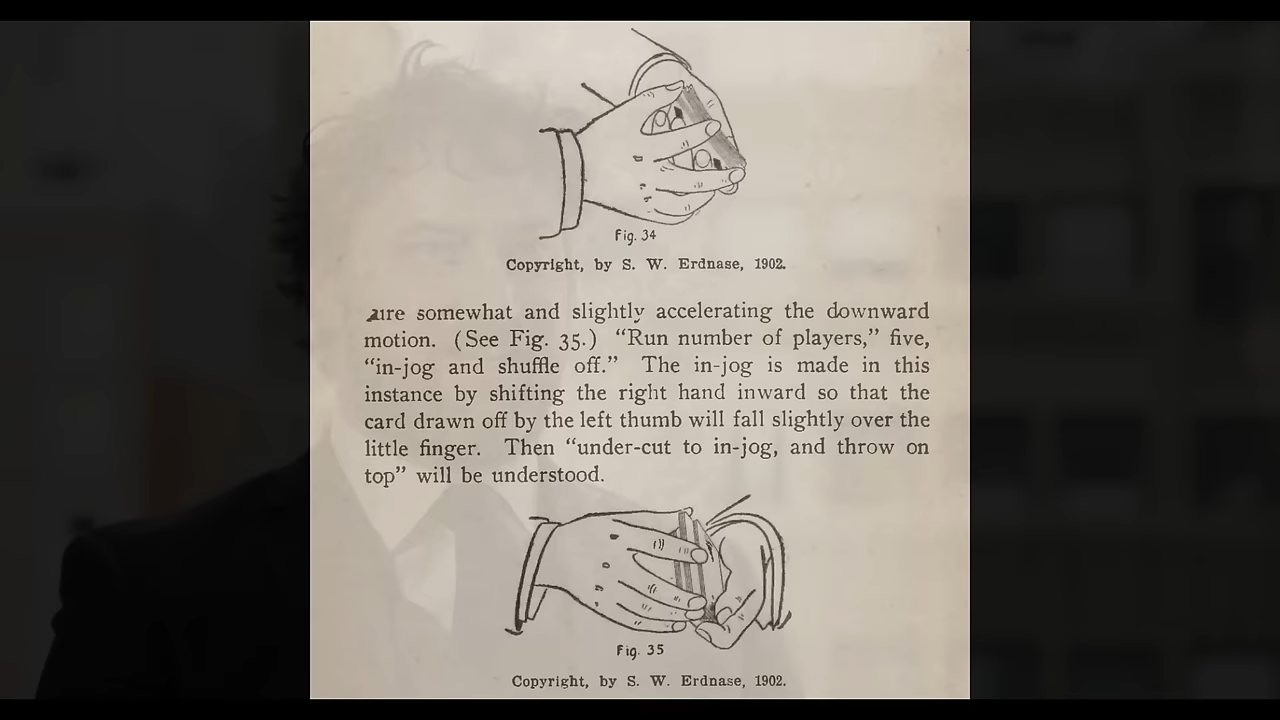 Fig. 34
Copyright, by S. W. Erdnase, 1902.
somewhat and slightly accelerating the downward
motion. (See Fig. 35.) “Run number of players,” five,
“in-jog and shuffle off.” The in-jog is made in this
instance by shifting the right hand inward so that the
card drawn off by the left thumb will fall slightly over the
little finger. Then “under-cut to in-jog, and throw on
top” will be understood.
Fig. 35
Copyright, by S. W. Erdnase, 1902.